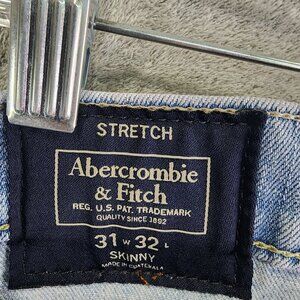 STRETCH
Abercrombie
& Fitch
REG. U.S. PAT. TRADEMARK
QUALITY SINCE 1892
31 W 32 L
SKINNY
MADE IN GUATEMALA